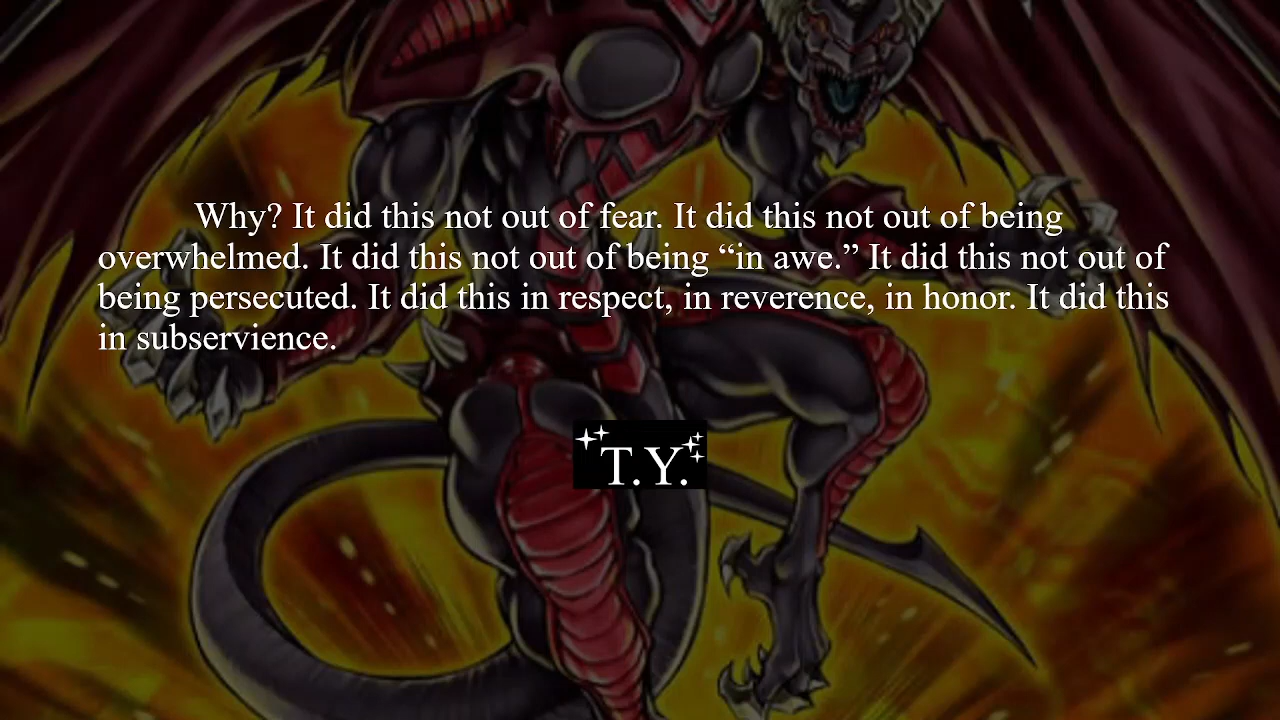 Why? It did this not out of fear. It did this not out of being
overwhelmed. It did this not out of being “in awe.” It did this not out of
being persecuted. It did this in respect, in reverence, in honor. It did this
in subservience.
T.Y.